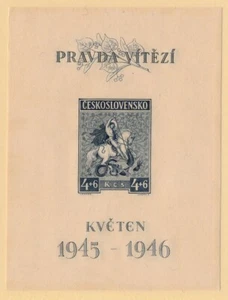 PRAVDA VÍTĚZÍ
ČESKOSLOVENSKO
4+6 KČS 4+6
KVĚTEN
1945 - 1946